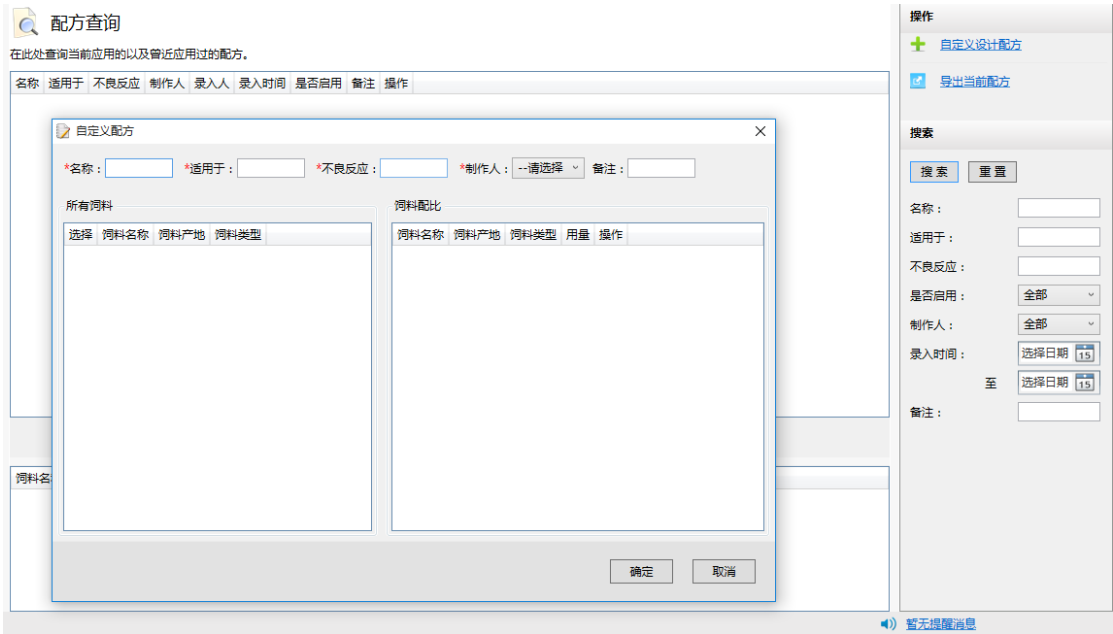 配方查询
在此处查询当前应用的以及曾近应用过的配方。
名称 适用于 不良反应 制作人 录入人 录入时间 是否启用 备注 操作
自定义配方
*名称： *适用于： *不良反应： *制作人： --请选择 备注：
所有饲料 饲料配比
选择 饲料名称 饲料产地 饲料类型
饲料名称 饲料产地 饲料类型 用量 操作
确定 取消
饲料名
操作
自定义设计配方
导出当前配方
搜索
搜 索 重 置
名称：
适用于：
不良反应：
是否启用： 全部
制作人： 全部
录入时间： 选择日期 15
至 选择日期 15
备注：
暂无提醒消息